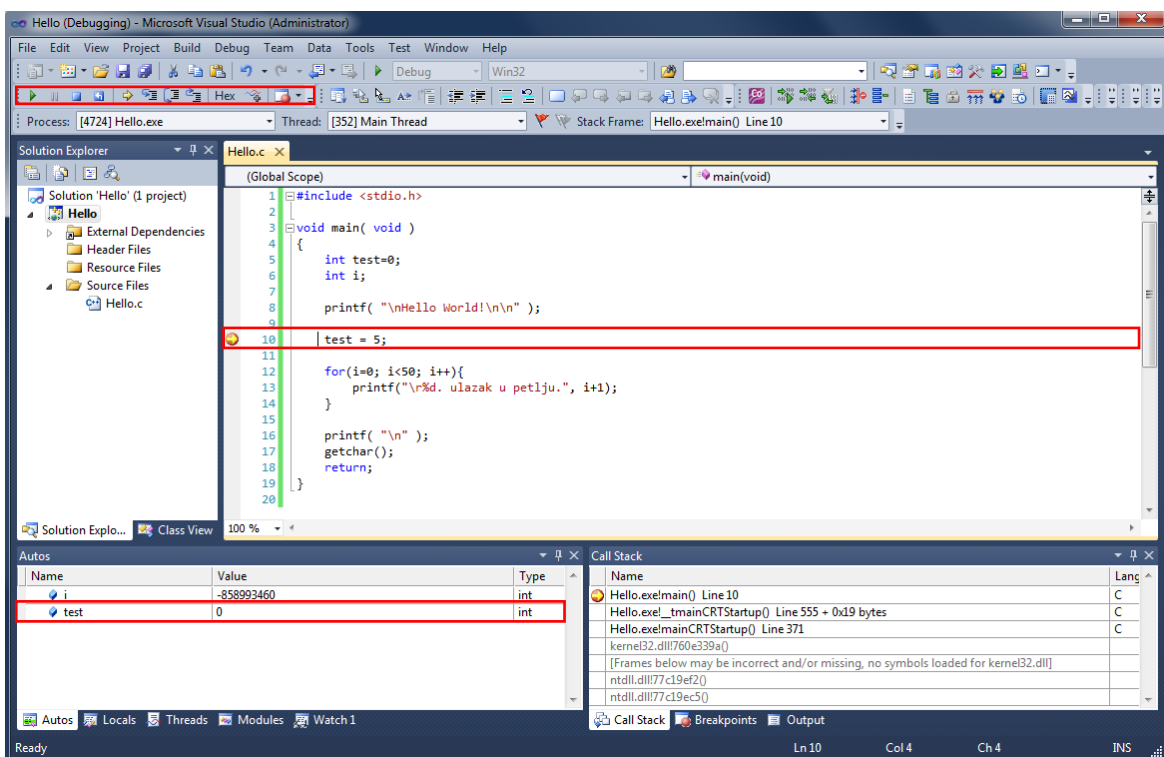 Hello (Debugging) - Microsoft Visual Studio (Administrator)
File Edit View Project Build Debug Team Data Tools Test Window Help
Debug Win32
Hex
Process: [4724] Hello.exe Thread: [352] Main Thread Stack Frame: Hello.exe!main() Line 10
Solution Explorer
Hello.c
(Global Scope) main(void)
Solution 'Hello' (1 project)
Hello
External Dependencies
Header Files
Resource Files
Source Files
Hello.c
1 #include <stdio.h>
2
3 void main( void )
4 {
5 int test=0;
6 int i;
7
8 printf( "\nHello World!\n\n" );
9
10 test = 5;
11
12 for(i=0; i<50; i++){
13 printf("\r%d. ulazak u petlju.", i+1);
14 }
15
16 printf( "\n" );
17 getchar();
18 return;
19 }
20
Solution Explo... Class View
100 %
Autos
Name Value Type
i -858993460 int
test 0 int
Autos Locals Threads Modules Watch 1
Call Stack
Name Lang
Hello.exe!main() Line 10 C
Hello.exe!__tmainCRTStartup() Line 555 + 0x19 bytes C
Hello.exe!mainCRTStartup() Line 371 C
kernel32.dll!760e339a()
[Frames below may be incorrect and/or missing, no symbols loaded for kernel32.dll]
ntdll.dll!77c19ef2()
ntdll.dll!77c19ec5()
Call Stack Breakpoints Output
Ready Ln 10 Col 4 Ch 4 INS